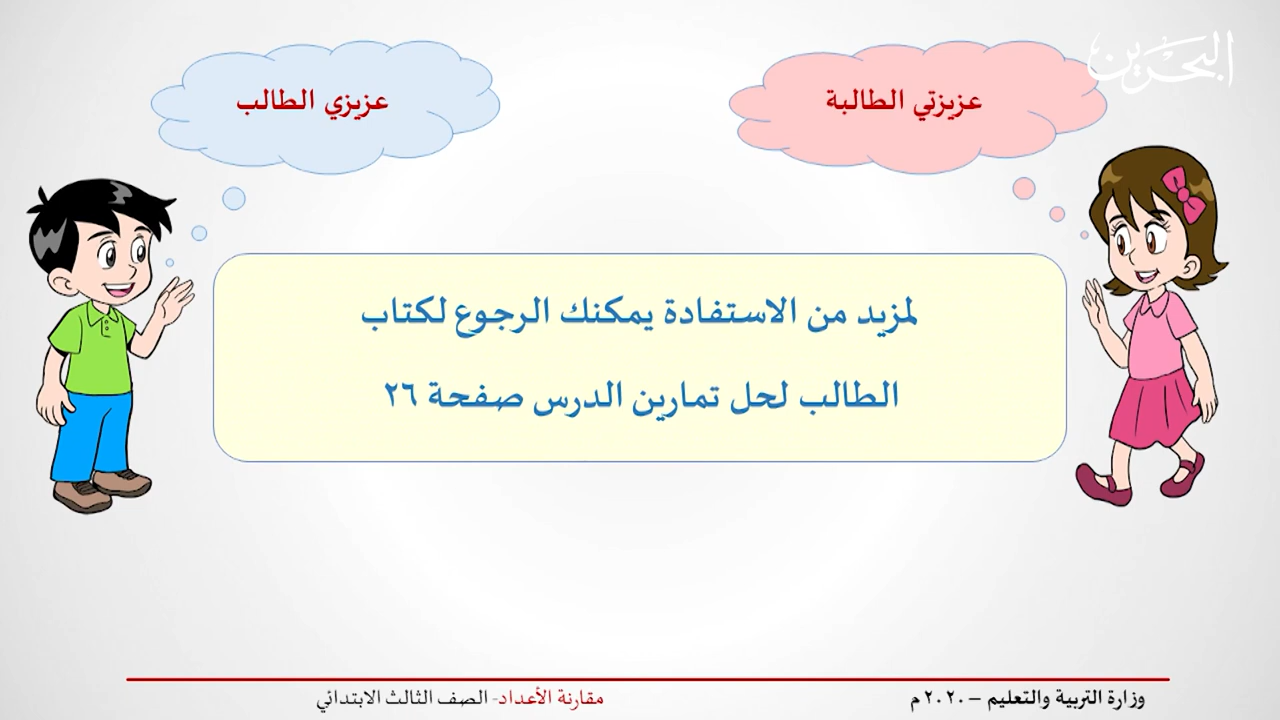 البحرين
عزيزتي الطالبة
عزيزي الطالب
لمزيد من الاستفادة يمكنك الرجوع لكتاب
الطالب لحل تمارين الدرس صفحة ٢٦
وزارة التربية والتعليم – ٢٠٢٠م
مقارنة الأعداد- الصف الثالث الابتدائي